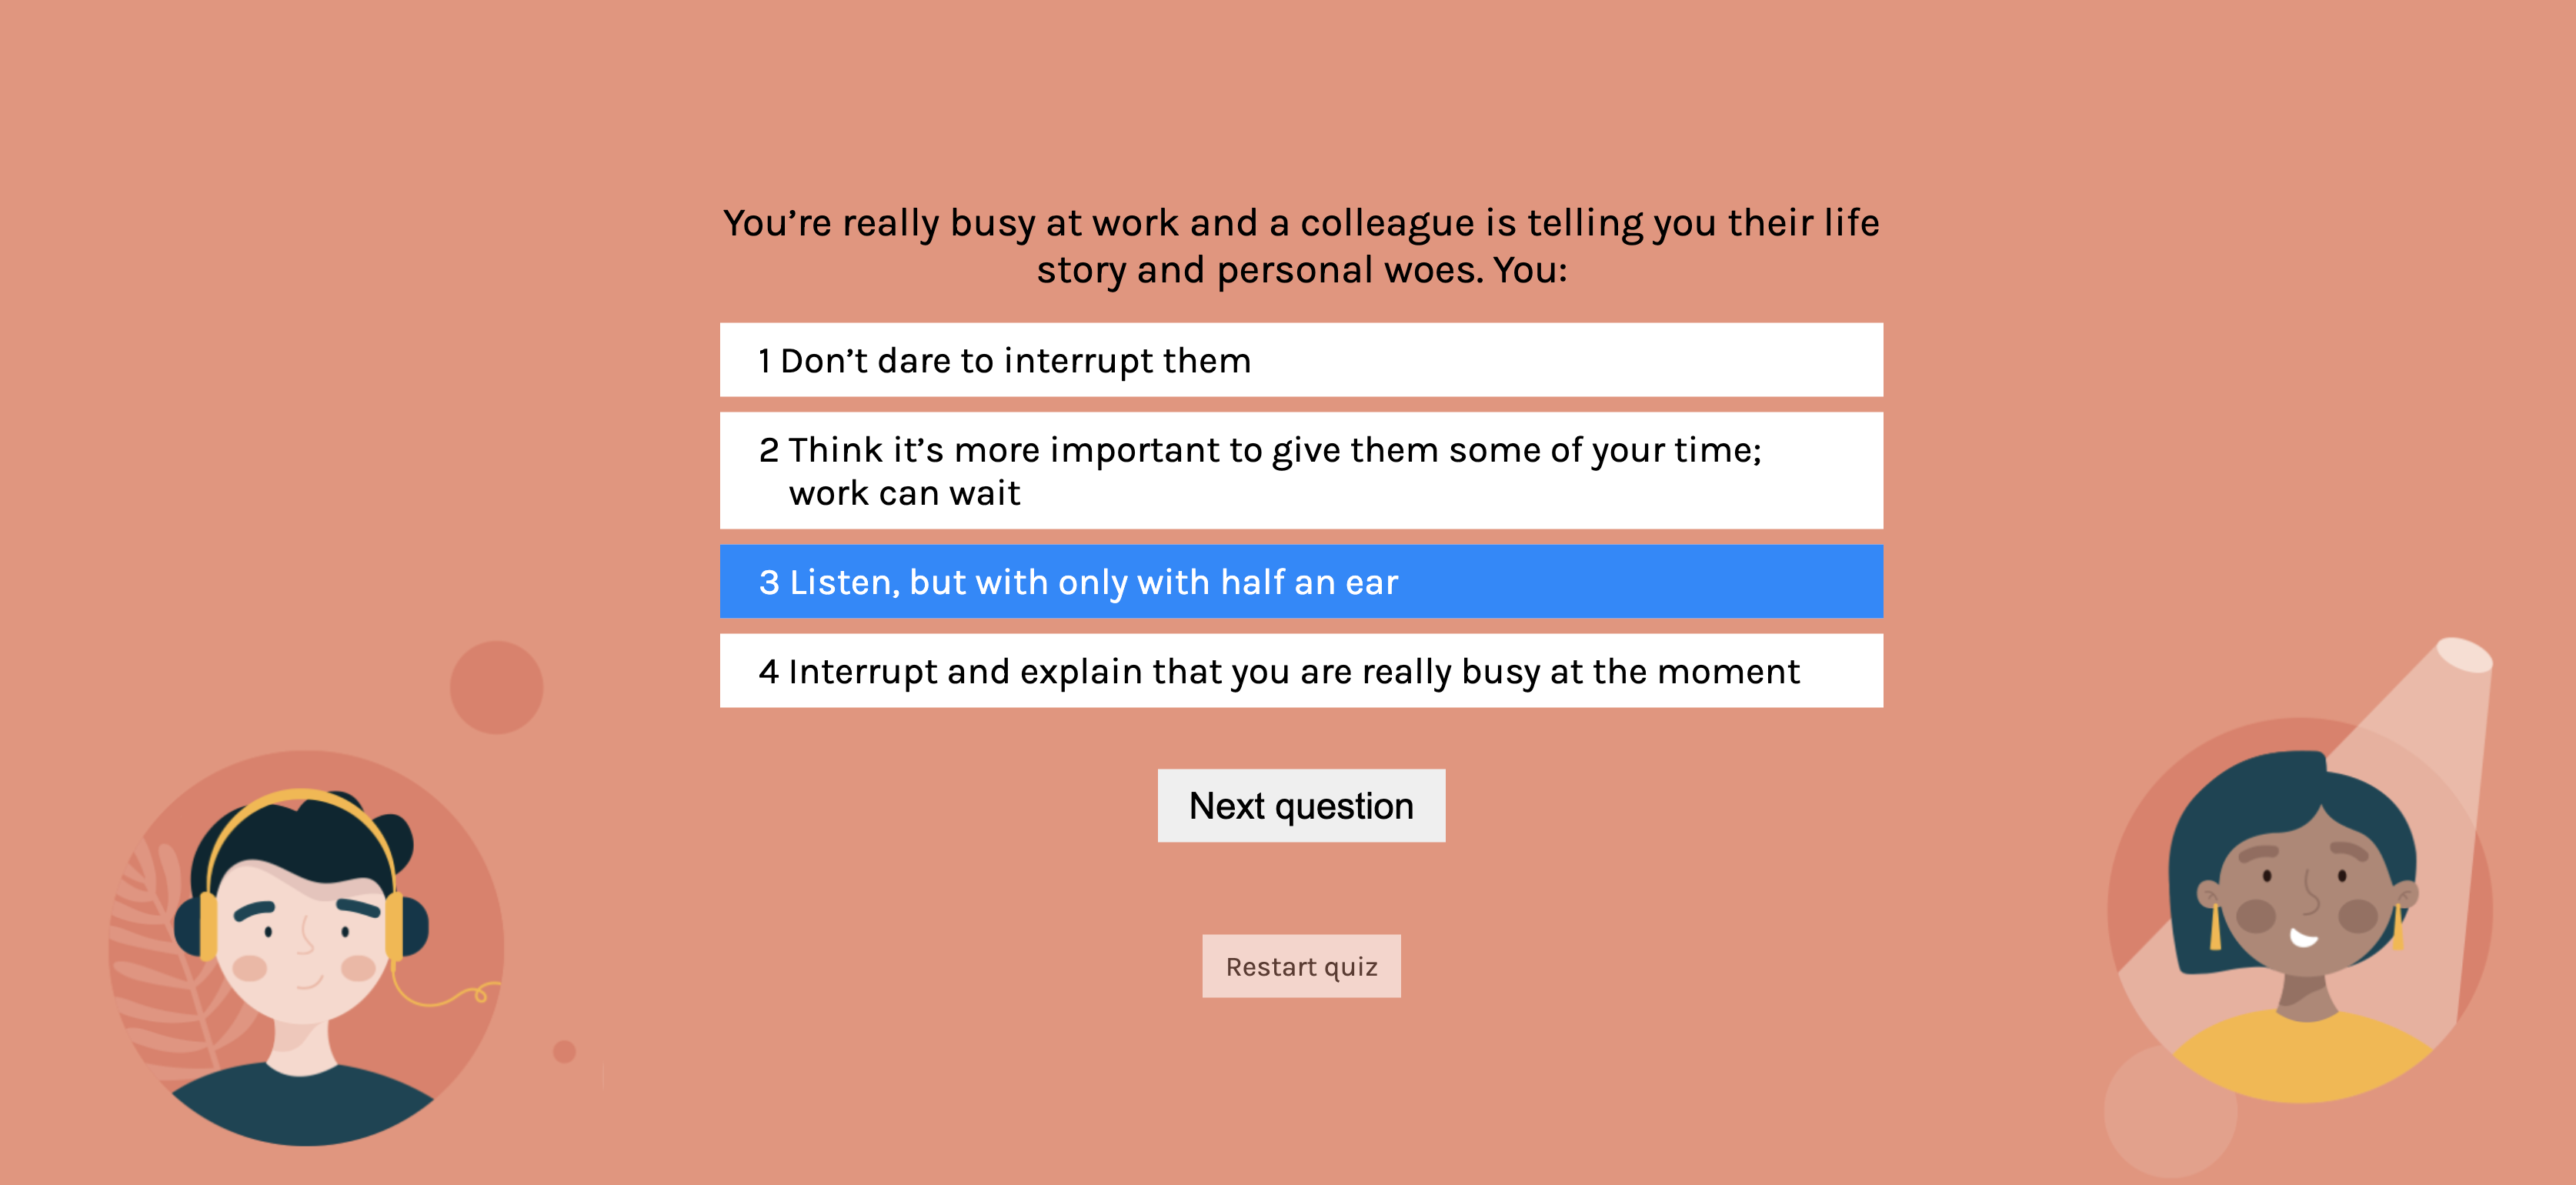 You’re really busy at work and a colleague is telling you their life
story and personal woes. You:
1 Don’t dare to interrupt them
2 Think it’s more important to give them some of your time;
work can wait
3 Listen, but with only with half an ear
4 Interrupt and explain that you are really busy at the moment
Next question
Restart quiz